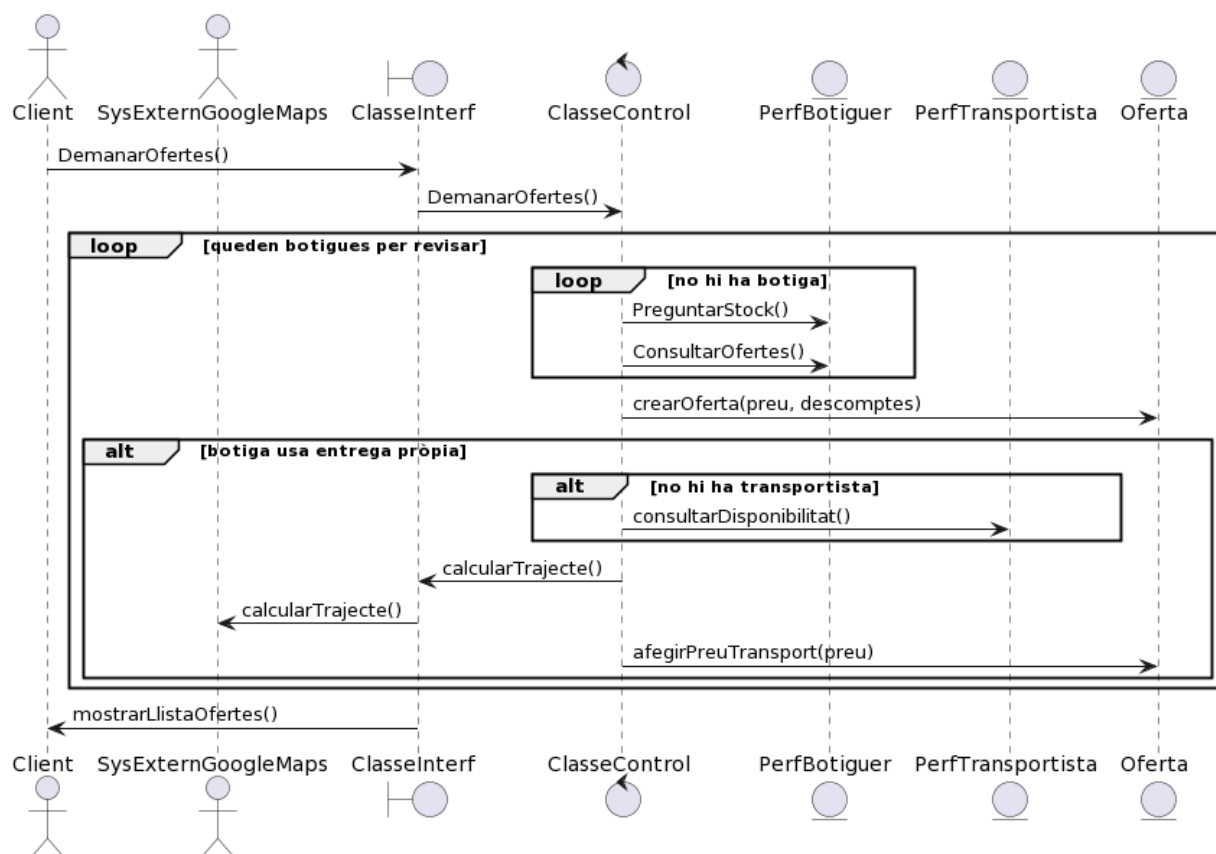 Client SysExternGoogleMaps ClasseInterf ClasseControl PerfBotiguer PerfTransportista Oferta
DemanarOfertes()
DemanarOfertes()
loop [queden botigues per revisar]
loop [no hi ha botiga]
PreguntarStock()
ConsultarOfertes()
crearOferta(preu, descomptes)
alt [botiga usa entrega pròpia]
alt [no hi ha transportista]
consultarDisponibilitat()
calcularTrajecte()
calcularTrajecte()
afegirPreuTransport(preu)
mostrarLlistaOfertes()
Client SysExternGoogleMaps ClasseInterf ClasseControl PerfBotiguer PerfTransportista Oferta